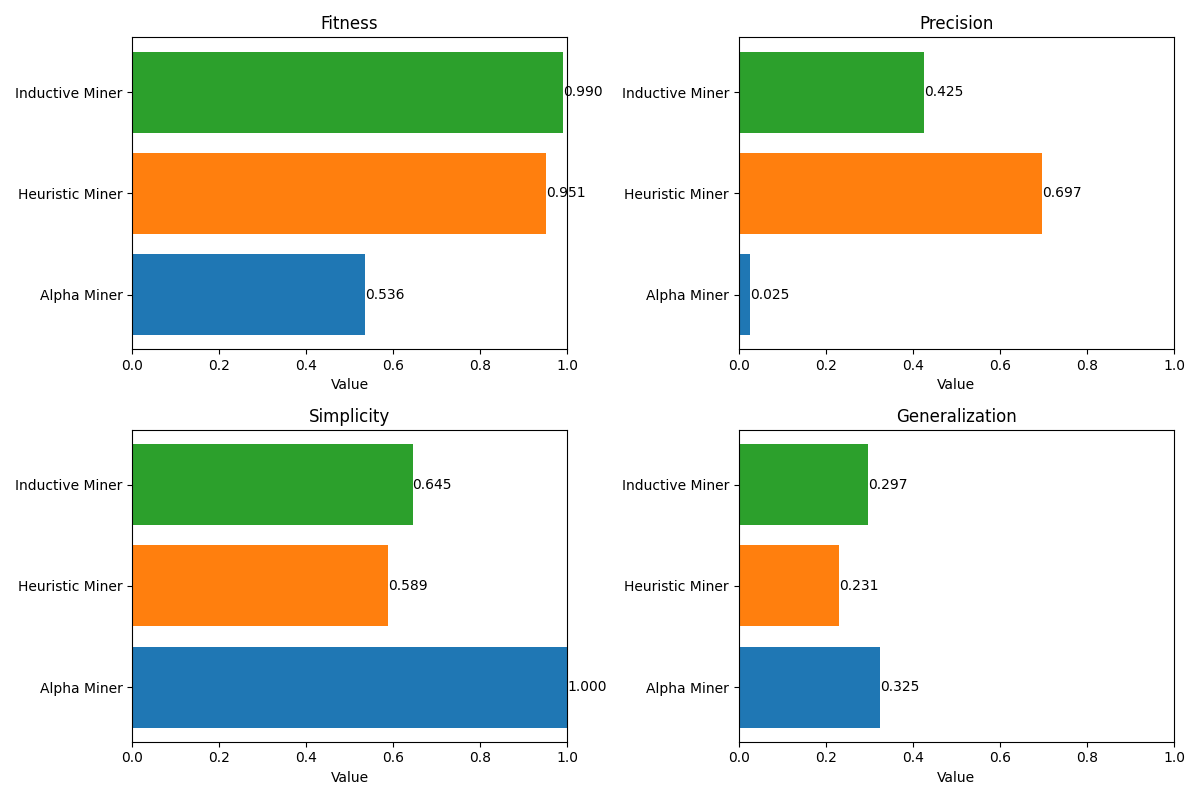 Fitness
Inductive Miner
0.990
Heuristic Miner
0.951
Alpha Miner
0.536
0.0 0.2 0.4 0.6 0.8 1.0
Value
Precision
Inductive Miner
0.425
Heuristic Miner
0.697
Alpha Miner
0.025
0.0 0.2 0.4 0.6 0.8 1.0
Value
Simplicity
Inductive Miner
0.645
Heuristic Miner
0.589
Alpha Miner
1.000
0.0 0.2 0.4 0.6 0.8 1.0
Value
Generalization
Inductive Miner
0.297
Heuristic Miner
0.231
Alpha Miner
0.325
0.0 0.2 0.4 0.6 0.8 1.0
Value